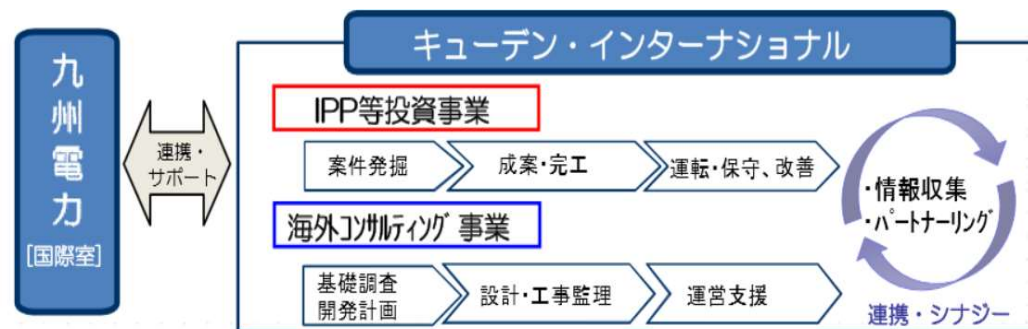 九州電力
[国際室]
連携・
サポート
キューデン・インターナショナル
IPP等投資事業
案件発掘
成案・完工
運転・保守、改善
海外コンサルティング事業
基礎調査
開発計画
設計・工事監理
運営支援
・情報収集
・パートナーリング
連携・シナジー